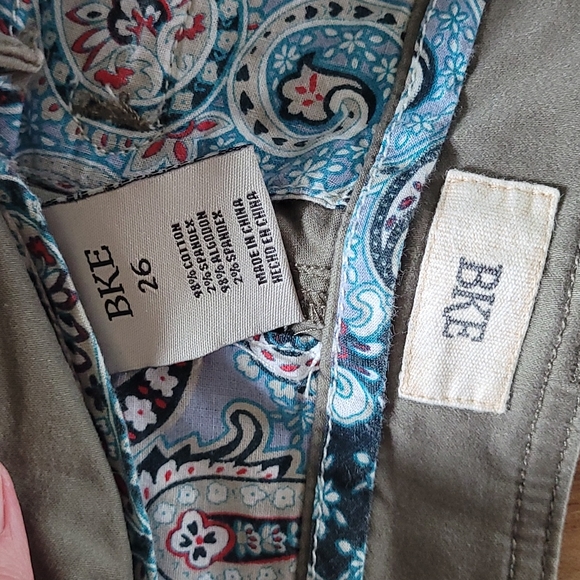 BKE
26
98% COTTON
2% SPANDEX
98% ALGODON
2% SPANDEX
MADE IN CHINA
HECHO EN CHINA
BKE